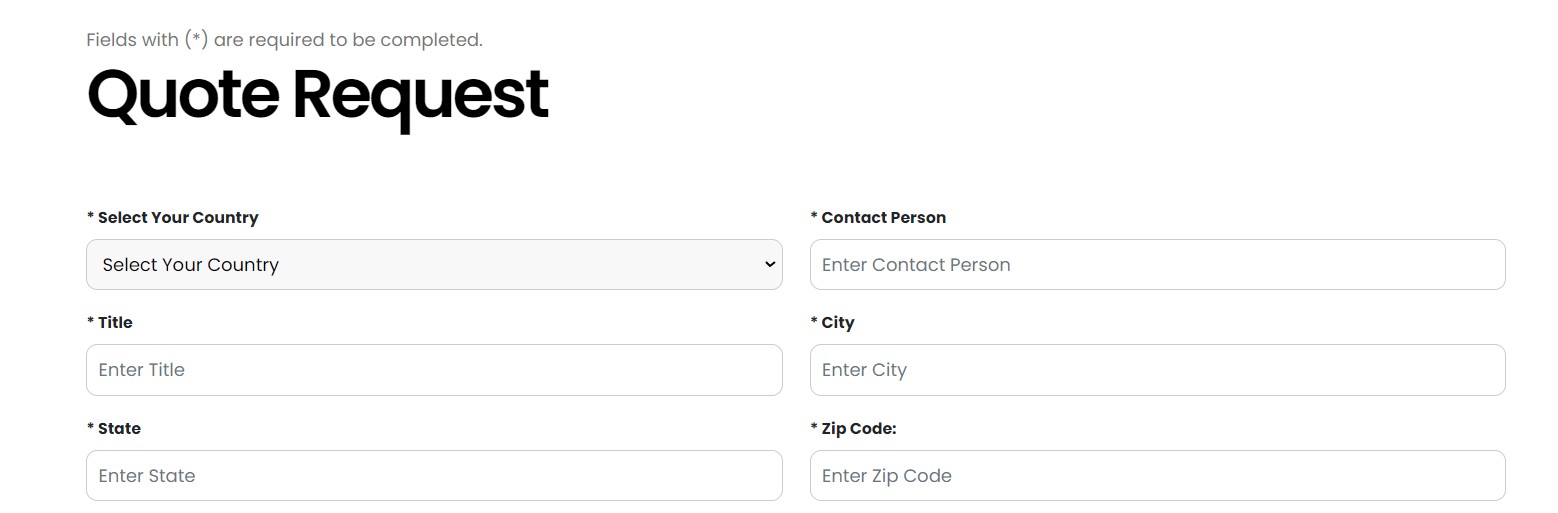 Fields with (*) are required to be completed.
Quote Request
* Select Your Country
Select Your Country
* Contact Person
Enter Contact Person
* Title
Enter Title
* City
Enter City
* State
Enter State
* Zip Code:
Enter Zip Code